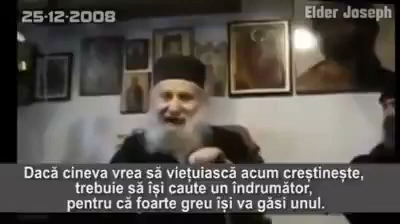 25-12-2008
Elder Joseph
Dacă cineva vrea să viețuiască acum creștinește,
trebuie să își caute un îndrumător,
pentru că foarte greu își va găsi unul.